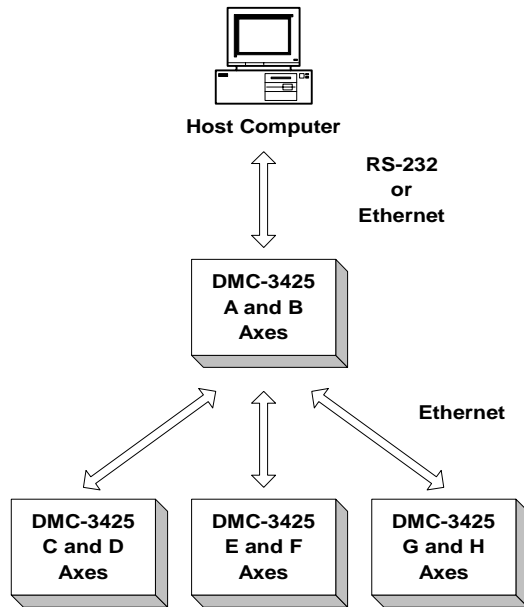 Host Computer
RS-232
or
Ethernet
DMC-3425
A and B
Axes
Ethernet
DMC-3425
C and D
Axes
DMC-3425
E and F
Axes
DMC-3425
G and H
Axes